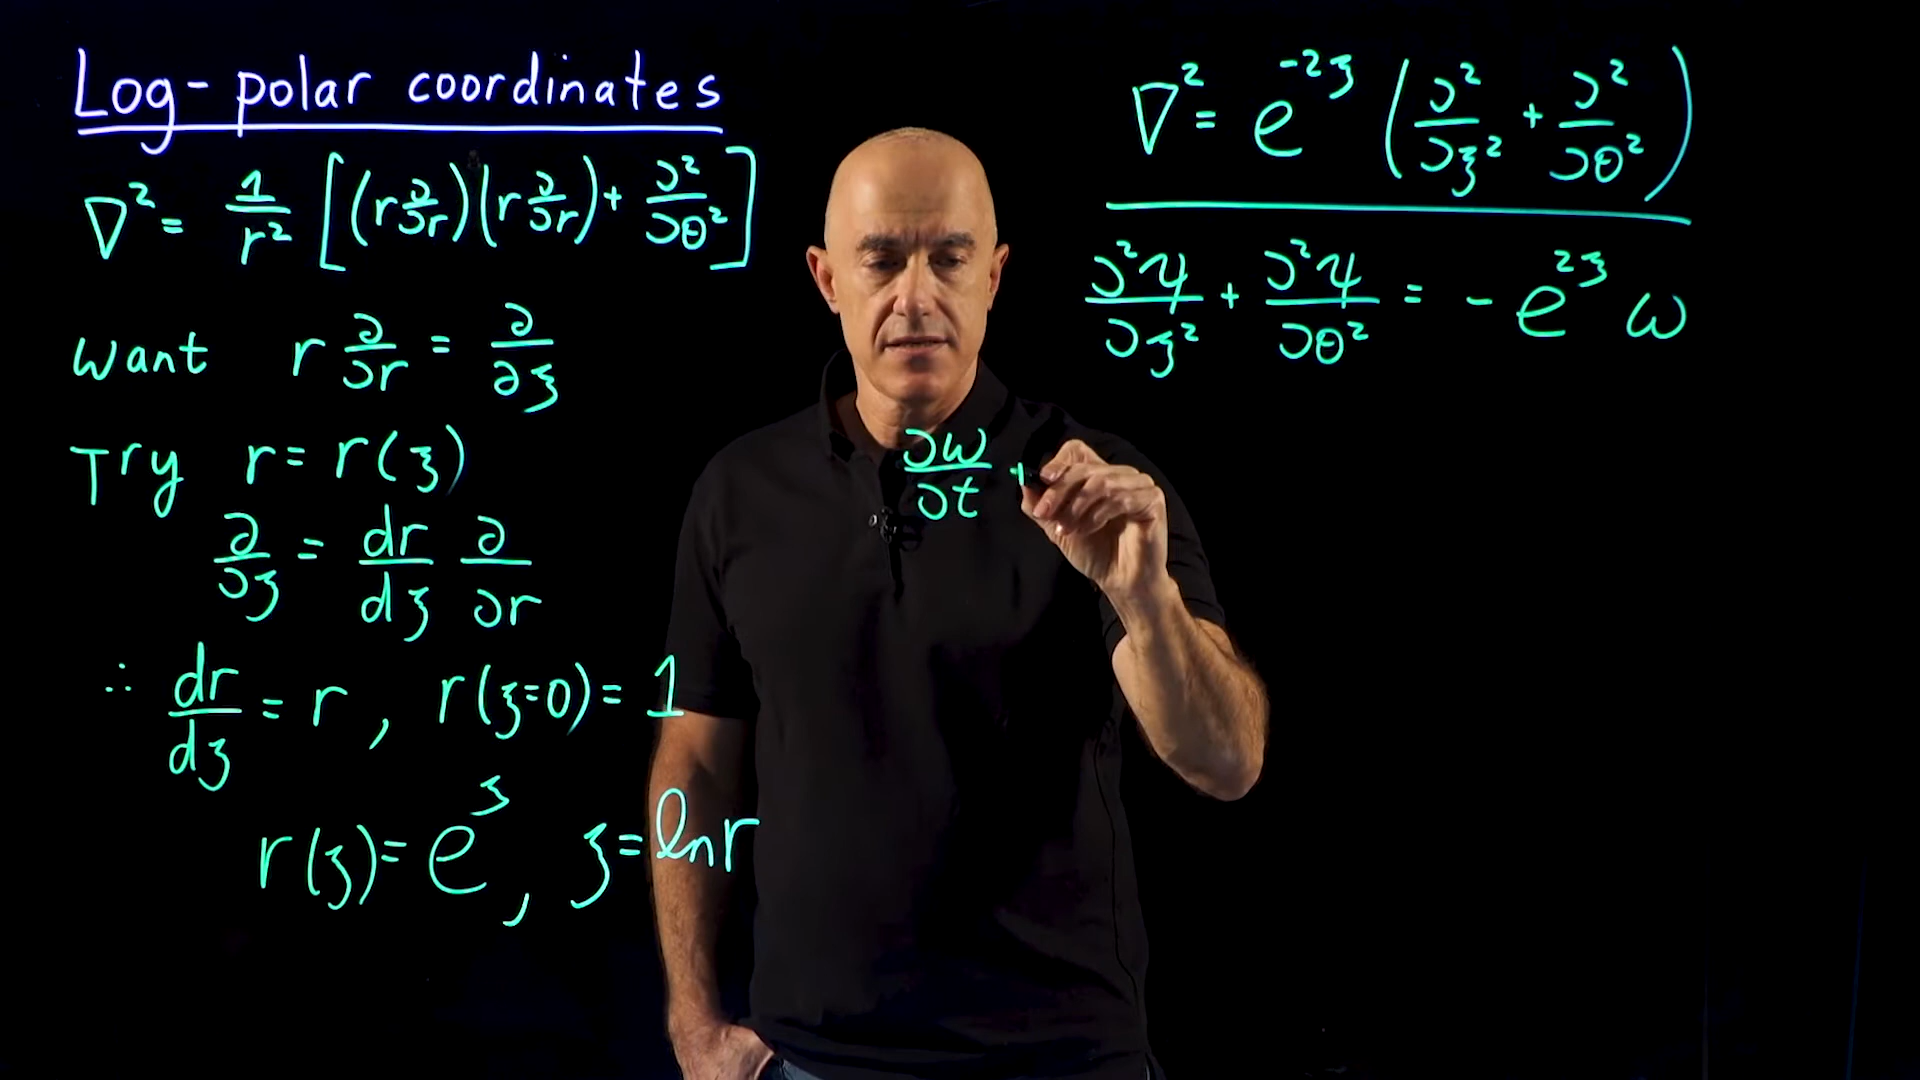 Log-polar coordinates
∇² = 1/r² [(r ∂/∂r)(r ∂/∂r) + ∂²/∂θ²]
want r ∂/∂r = ∂/∂ξ
Try r = r(ξ)
∂/∂ξ = dr/dξ ∂/∂r
∴ dr/dξ = r , r(ξ=0) = 1
r(ξ) = e^ξ , ξ = ln r
∇² = e^(-2ξ) (∂²/∂ξ² + ∂²/∂θ²)
∂²ψ/∂ξ² + ∂²ψ/∂θ² = - e^(2ξ) ω
∂ω/∂t +